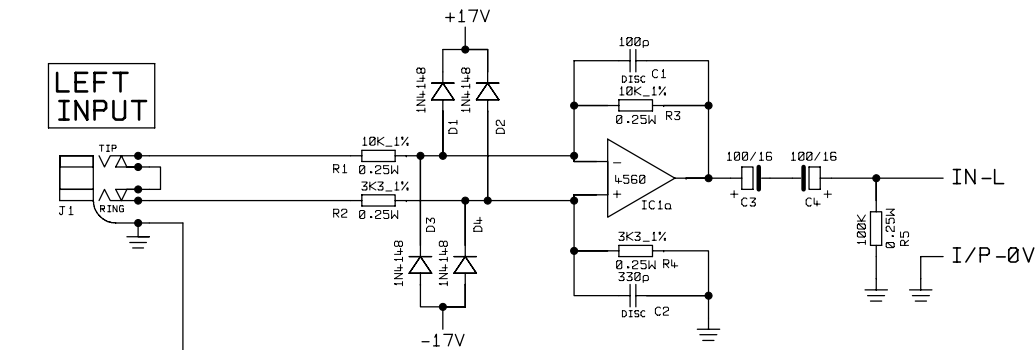 +17V
LEFT
INPUT
1N4148
1N4148
D1
D2
100p
DISC C1
10K_1%
0.25W R3
TIP
RING
J1
10K_1%
R1 0.25W
3K3_1%
R2 0.25W
-
4560
+
IC1a
100/16
100/16
+ C3
C4 +
IN-L
100K
0.25W
R5
I/P-0V
1N4148
1N4148
D3
D4
3K3_1%
0.25W R4
330p
DISC C2
-17V